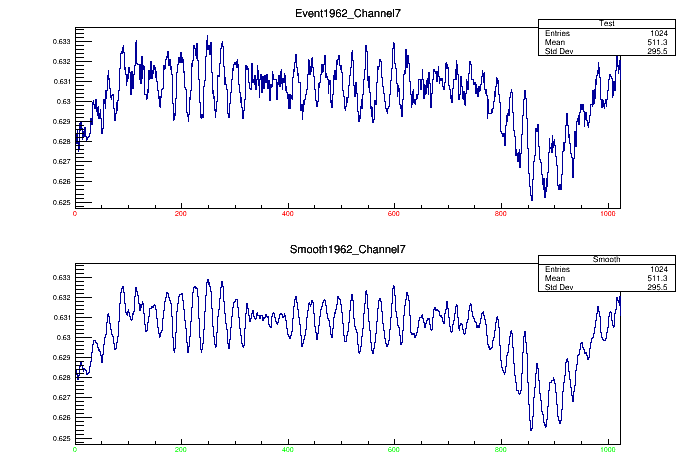 Event1962_Channel7
Test
Entries 1024
Mean 511.3
Std Dev 295.5
0.633
0.632
0.631
0.63
0.629
0.628
0.627
0.626
0.625
0 200 400 600 800 1000
Smooth1962_Channel7
Smooth
Entries 1024
Mean 511.3
Std Dev 295.5
0.633
0.632
0.631
0.63
0.629
0.628
0.627
0.626
0.625
0 200 400 600 800 1000